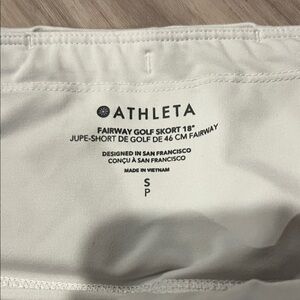 ATHLETA
FAIRWAY GOLF SKORT 18"
JUPE-SHORT DE GOLF DE 46 CM FAIRWAY
DESIGNED IN SAN FRANCISCO
CONÇU À SAN FRANCISCO
MADE IN VIETNAM
S
P